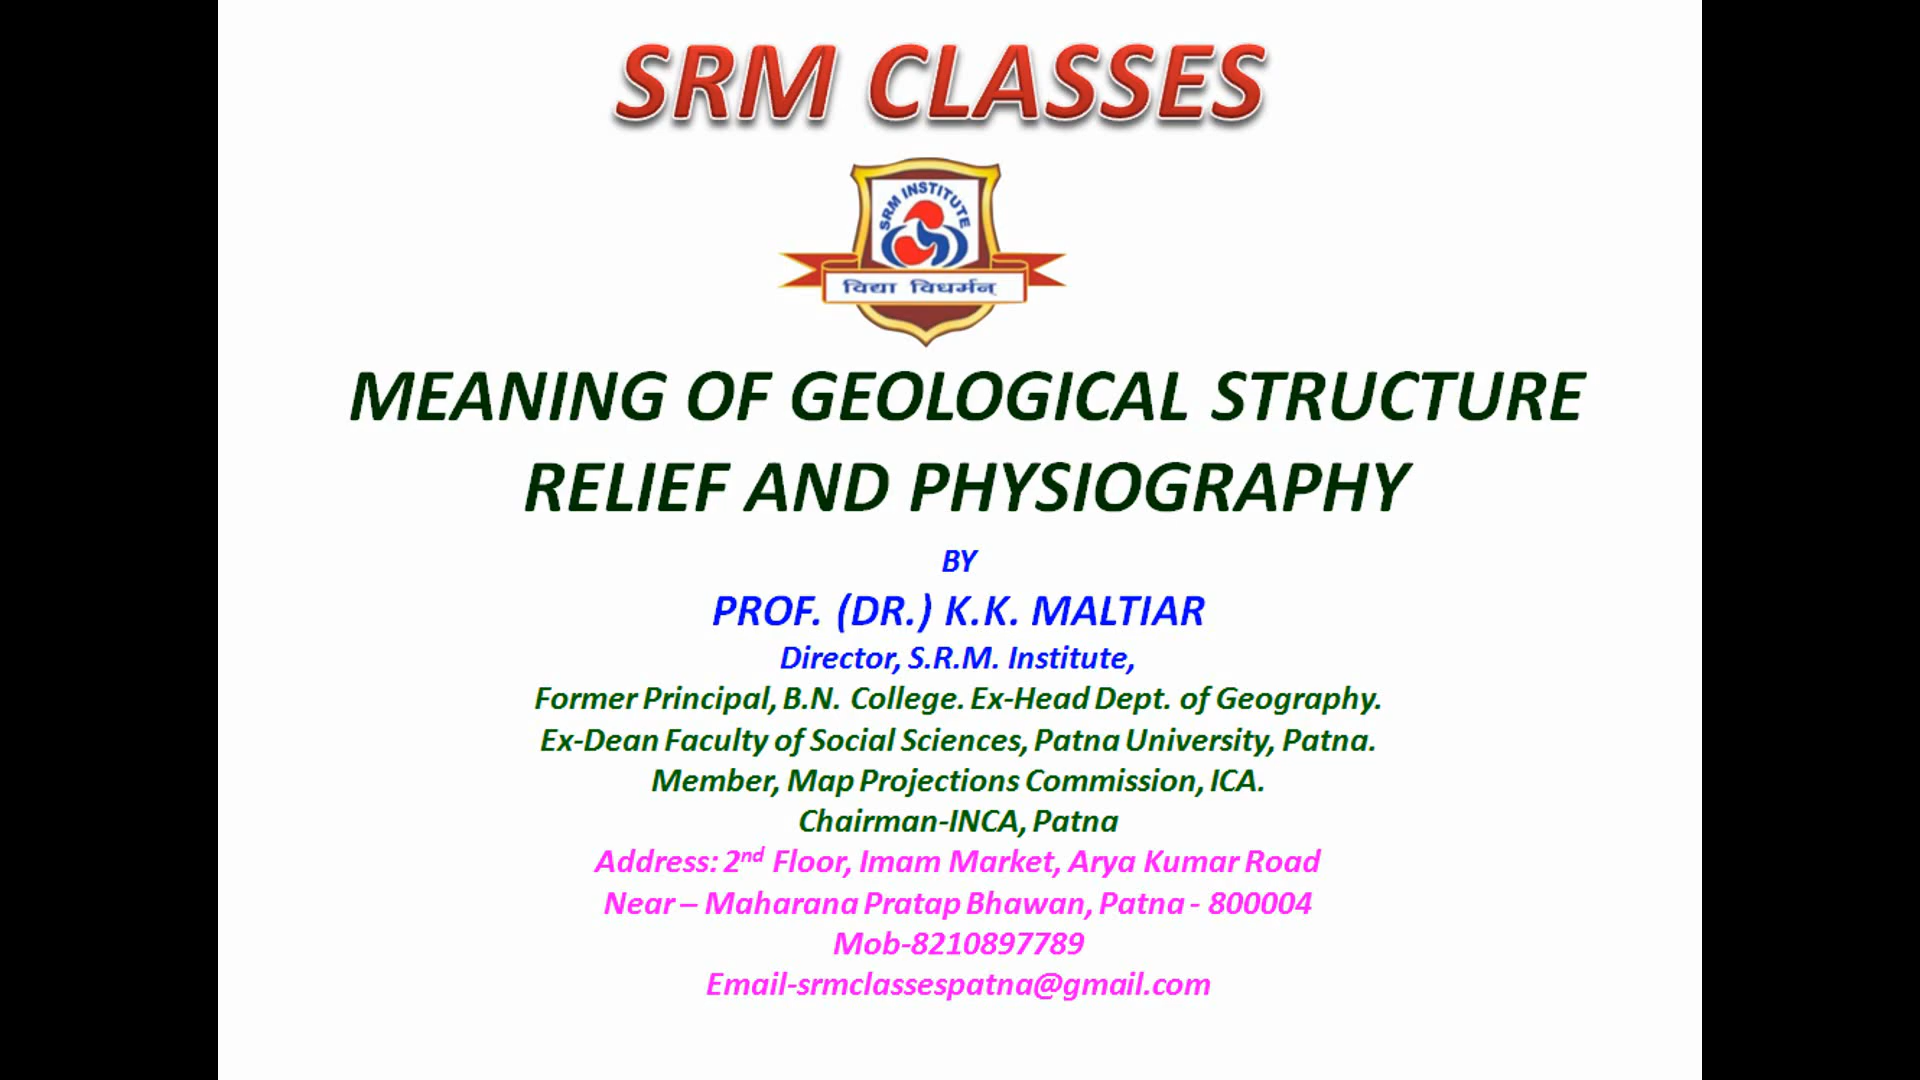 SRM CLASSES
SRM INSTITUTE
विद्या विधर्मन्
MEANING OF GEOLOGICAL STRUCTURE
RELIEF AND PHYSIOGRAPHY
BY
PROF. (DR.) K.K. MALTIAR
Director, S.R.M. Institute,
Former Principal, B.N. College. Ex-Head Dept. of Geography.
Ex-Dean Faculty of Social Sciences, Patna University, Patna.
Member, Map Projections Commission, ICA.
Chairman-INCA, Patna
Address: 2nd Floor, Imam Market, Arya Kumar Road
Near – Maharana Pratap Bhawan, Patna - 800004
Mob-8210897789
Email-srmclassespatna@gmail.com